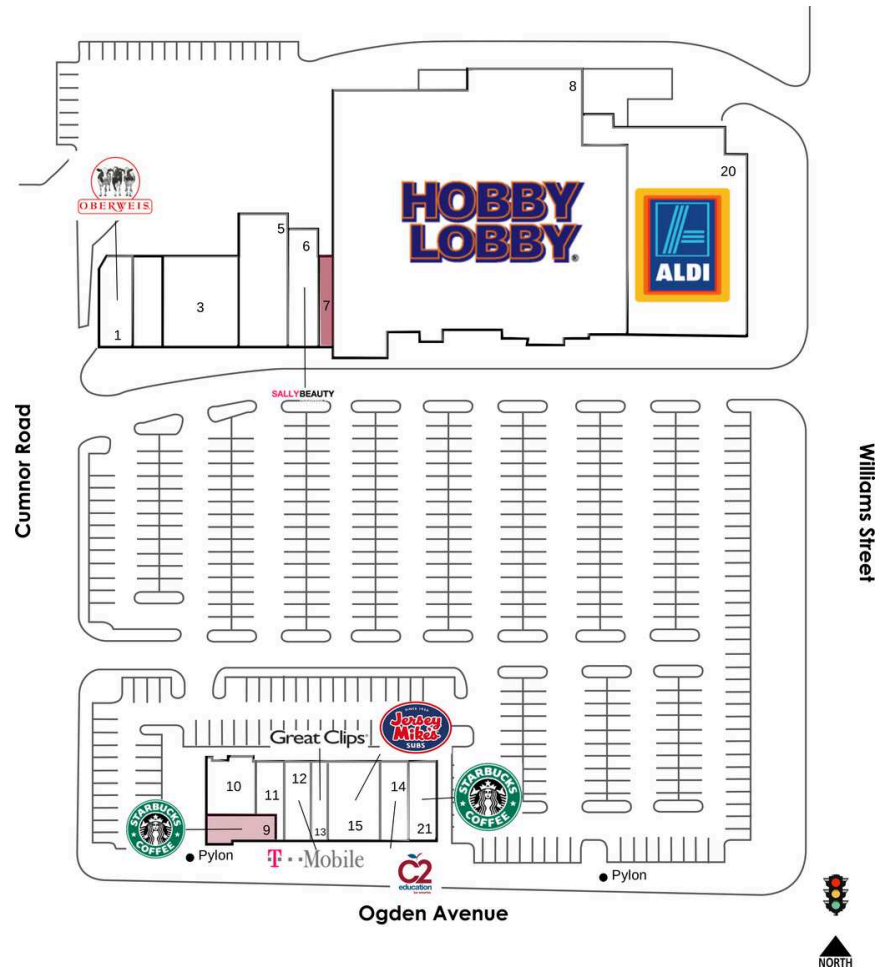 8
20
OBERWEIS
HOBBY
LOBBY®
ALDI
5
6
7
3
1
SALLYBEAUTY
Cumnor Road
Williams Street
SINCE 1956
Jersey
Mike's
SUBS
Great Clips®
10
11
12
13
15
14
21
9
STARBUCKS
COFFEE
STARBUCKS
COFFEE
Pylon
T··Mobile
C2
education
Pylon
Ogden Avenue
NORTH